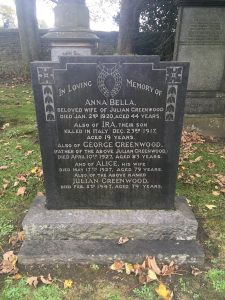 In Loving Memory of
Anna Bella,
beloved wife of Julian Greenwood
died Jan. 21st 1920, aged 44 years.
Also of Ira, their son
killed in Italy Dec. 23rd 1917,
aged 19 years.
Also of George Greenwood,
father of the above Julian Greenwood,
died April 10th 1927, aged 83 years.
And of Alice, his wife
died May 17th 1927, aged 79 years.
Also of the above named
Julian Greenwood,
died Feb. 8th 1947, aged 79 years.